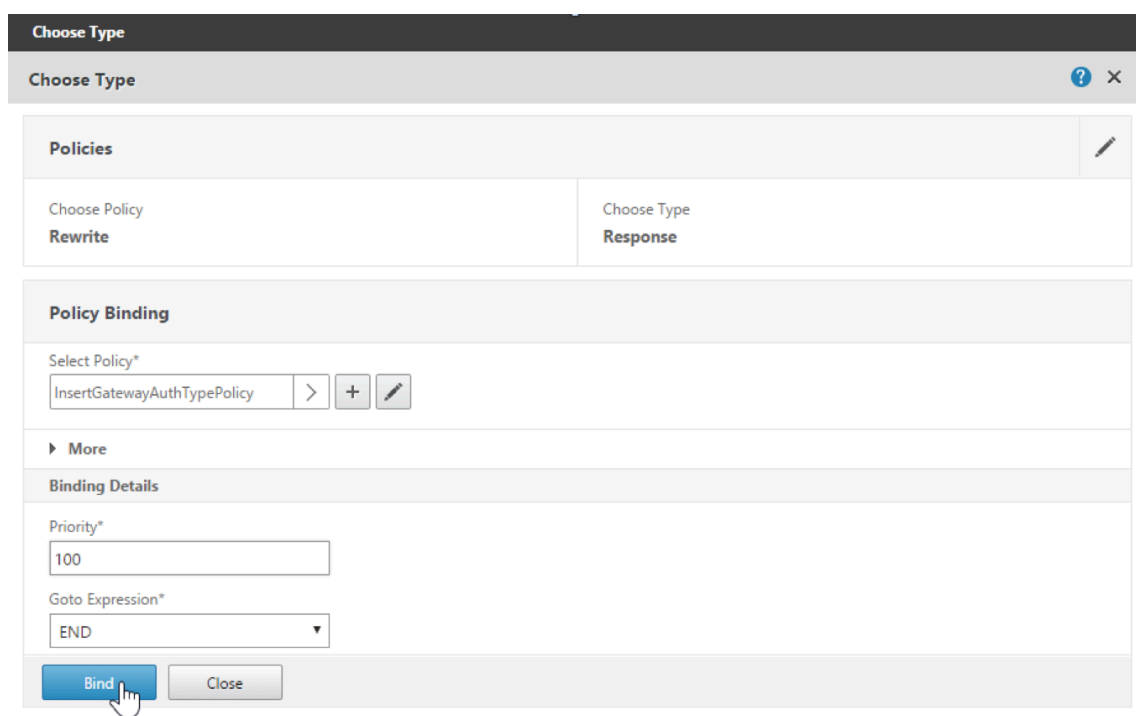 Choose Type
Choose Type
Policies
Choose Policy
Choose Type
Rewrite
Response
Policy Binding
Select Policy*
InsertGatewayAuthTypePolicy
More
Binding Details
Priority*
100
Goto Expression*
END
Bind
Close